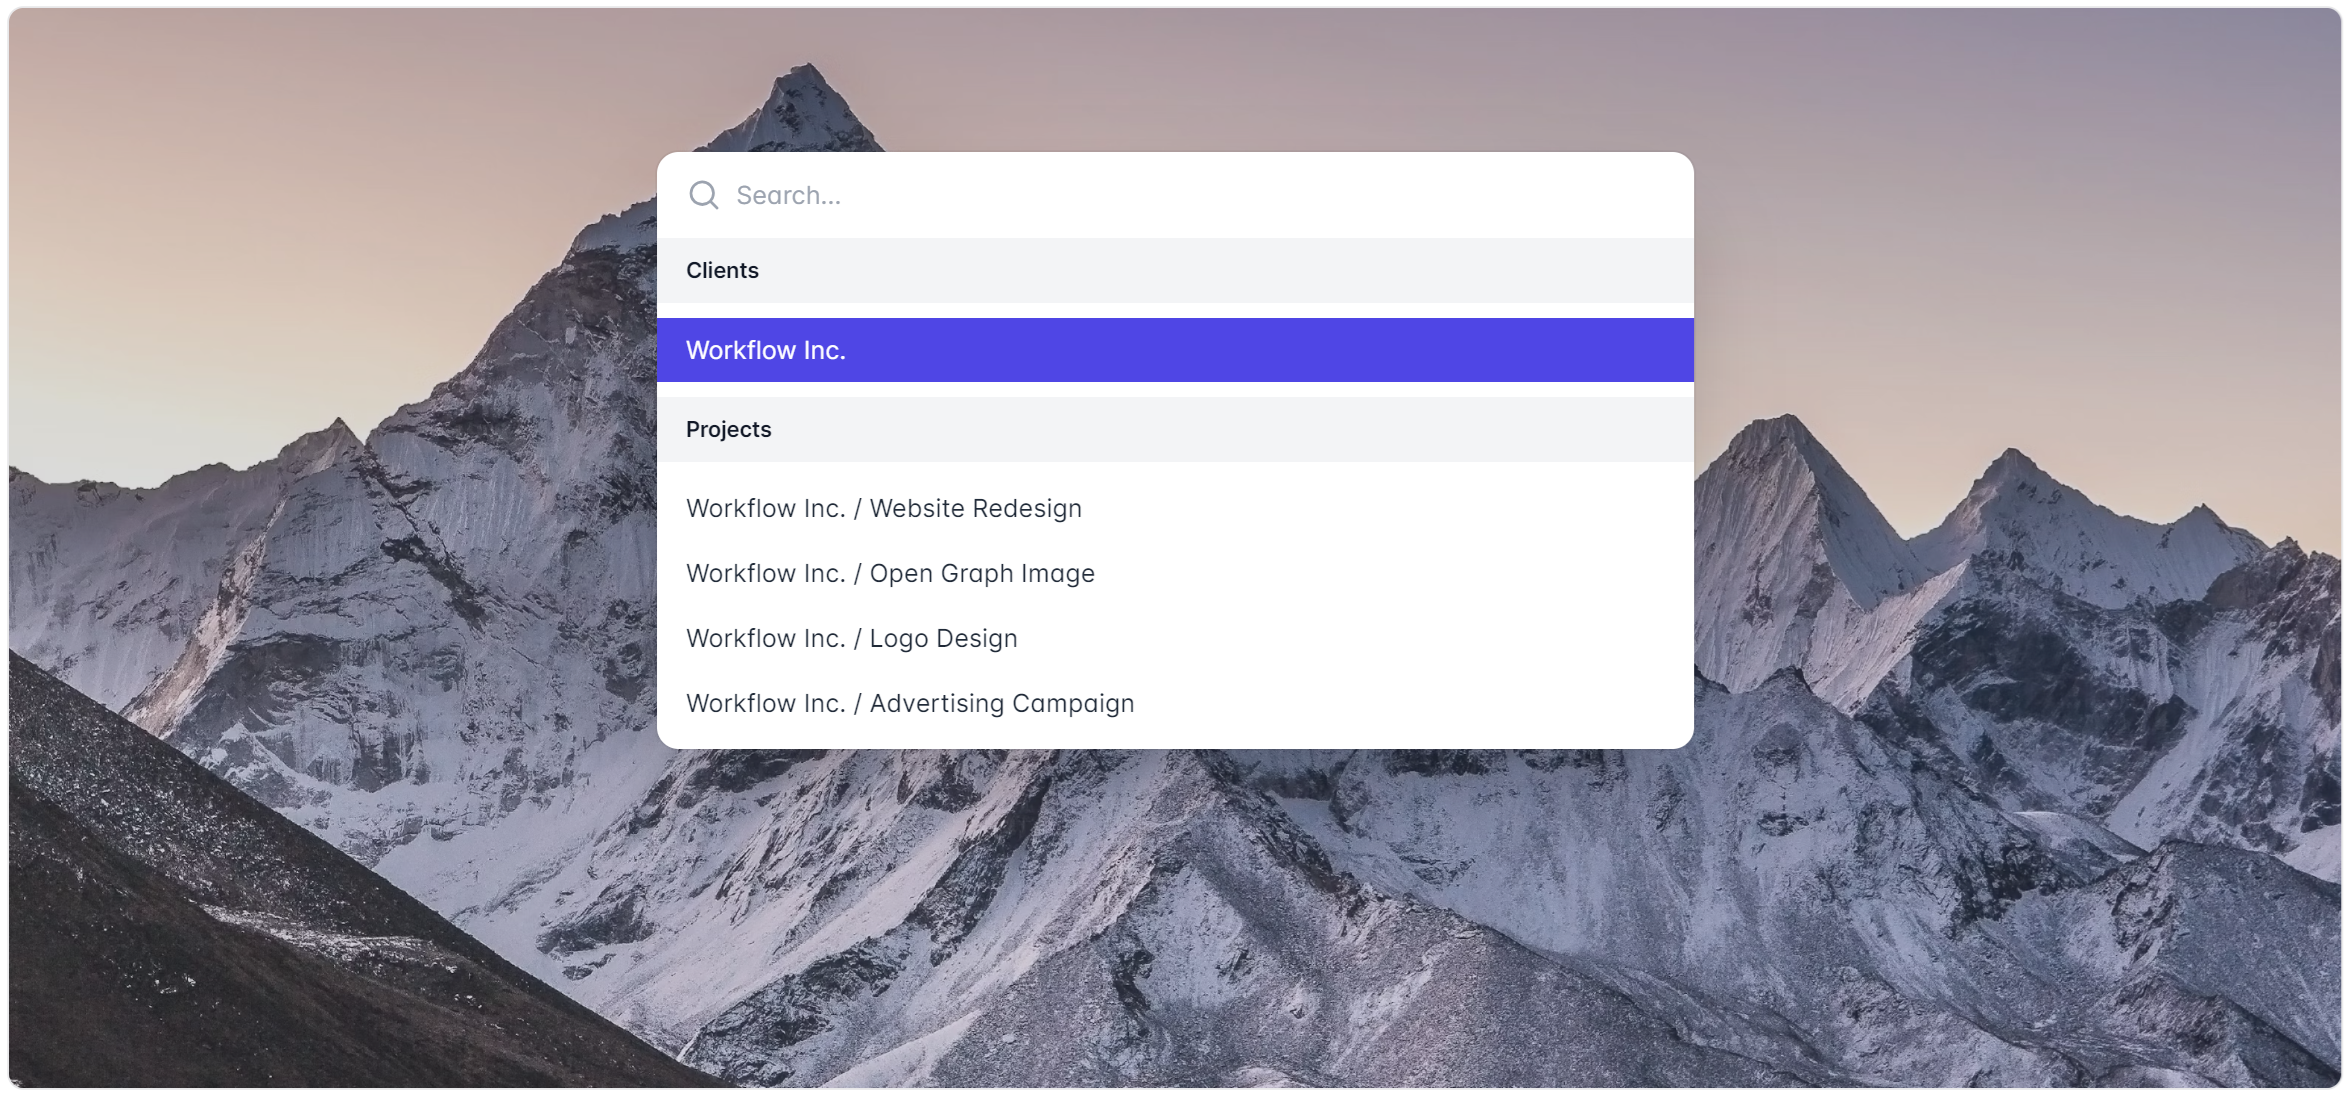 Search...
Clients
Workflow Inc.
Projects
Workflow Inc. / Website Redesign
Workflow Inc. / Open Graph Image
Workflow Inc. / Logo Design
Workflow Inc. / Advertising Campaign